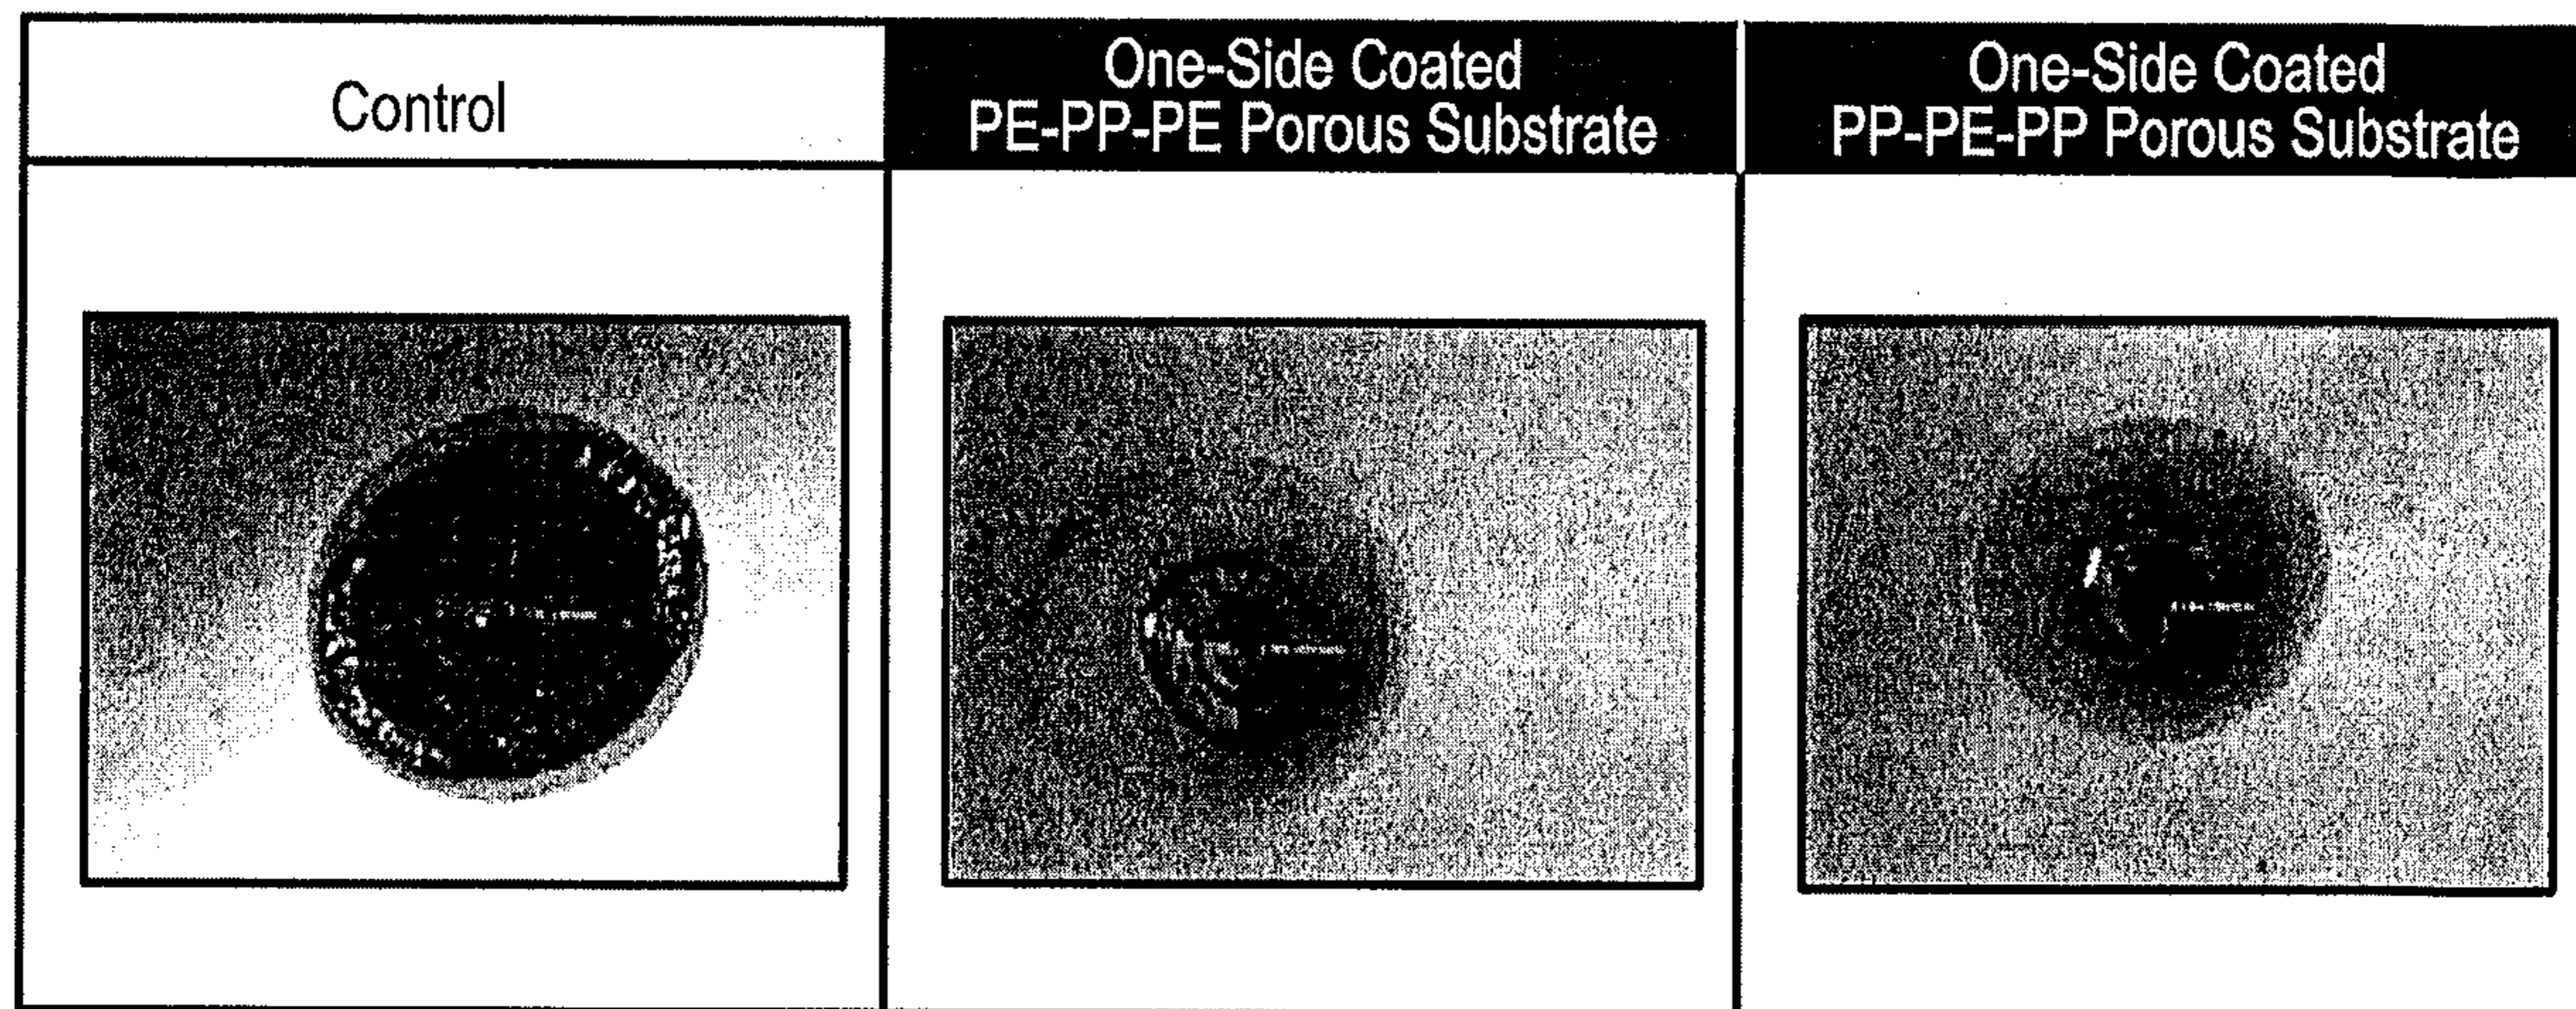 Control
One-Side Coated
PE-PP-PE Porous Substrate
One-Side Coated
PP-PE-PP Porous Substrate